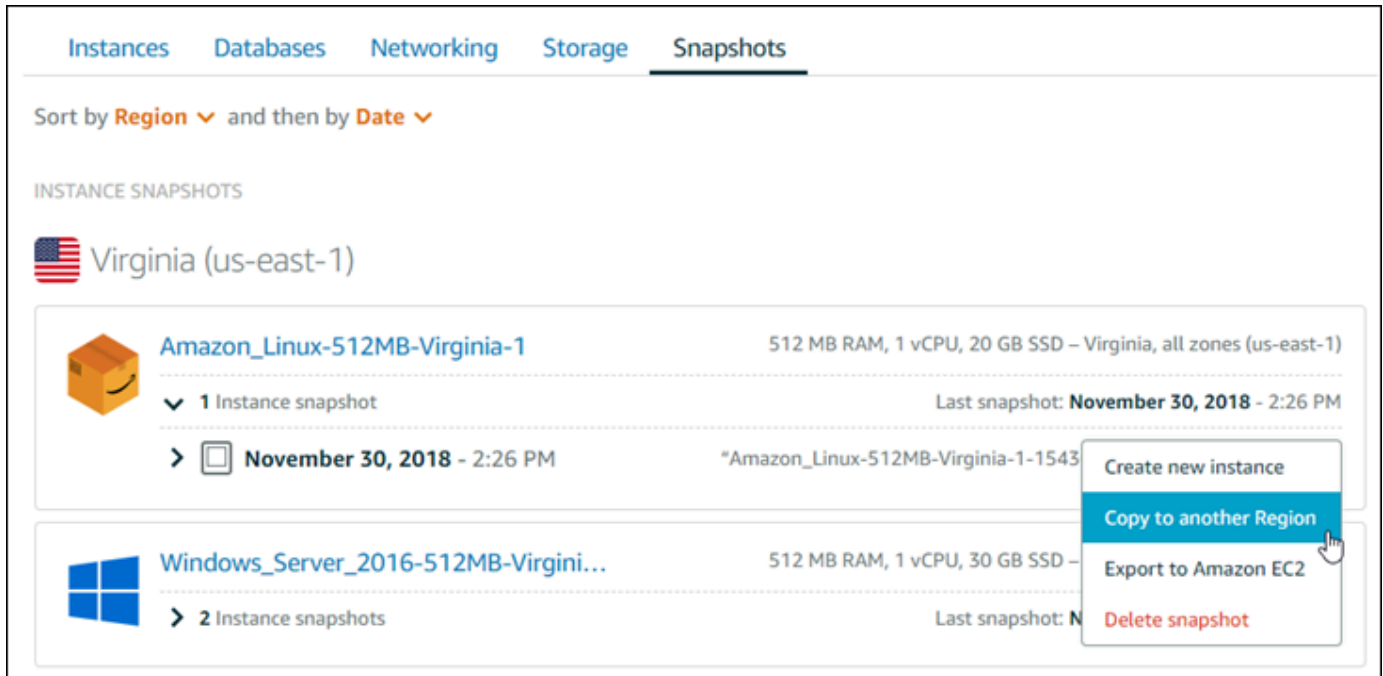 Instances Databases Networking Storage Snapshots
Sort by Region and then by Date
INSTANCE SNAPSHOTS
Virginia (us-east-1)
Amazon_Linux-512MB-Virginia-1 512 MB RAM, 1 vCPU, 20 GB SSD – Virginia, all zones (us-east-1)
1 Instance snapshot Last snapshot: November 30, 2018 - 2:26 PM
November 30, 2018 - 2:26 PM “Amazon_Linux-512MB-Virginia-1-1543
Create new instance
Copy to another Region
Export to Amazon EC2
Delete snapshot
Windows_Server_2016-512MB-Virgini... 512 MB RAM, 1 vCPU, 30 GB SSD –
2 Instance snapshots Last snapshot: N